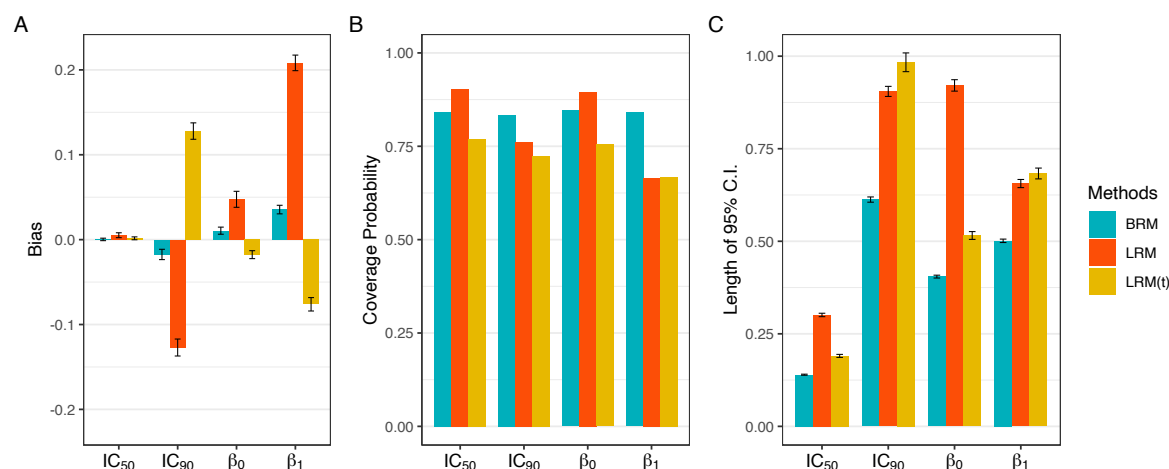 A
B
C
Bias
0.2
0.1
0.0
-0.1
-0.2
IC50 IC90 β0 β1
Coverage Probability
1.00
0.75
0.50
0.25
0.00
IC50 IC90 β0 β1
Length of 95% C.I.
1.00
0.75
0.50
0.25
0.00
IC50 IC90 β0 β1
Methods
BRM
LRM
LRM(t)